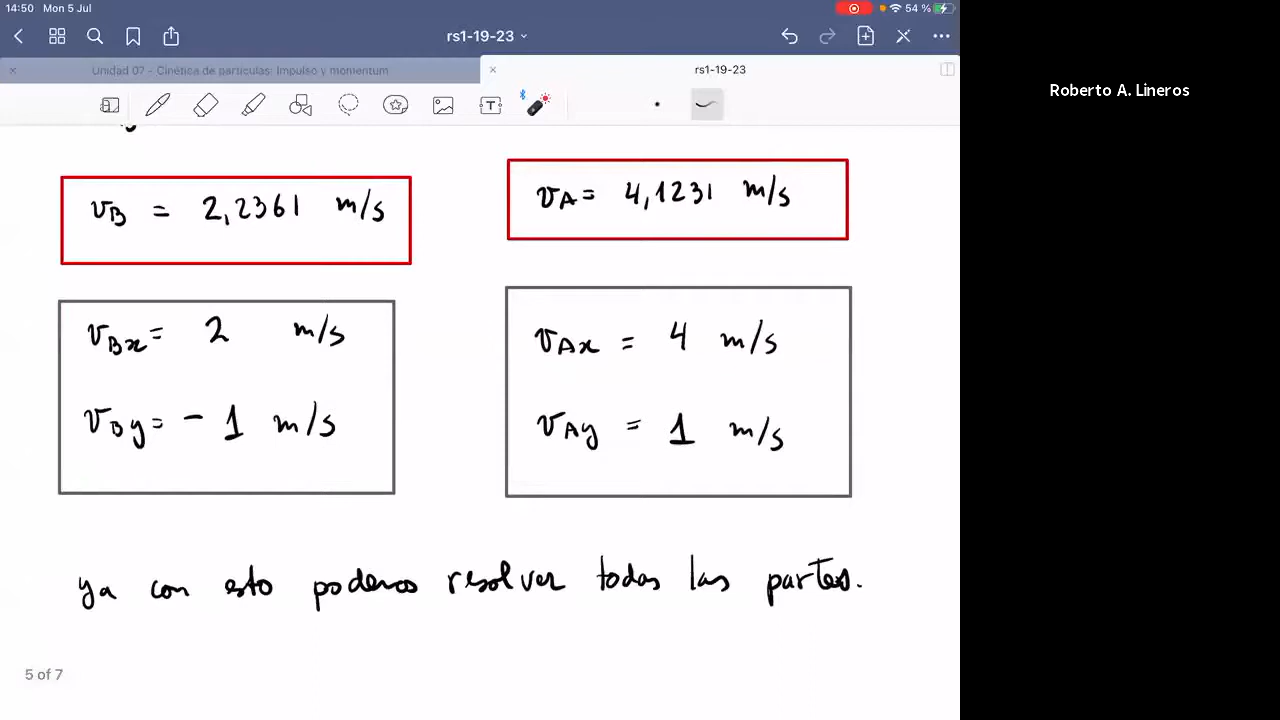 14:50 Mon 5 Jul
54 %
rs1-19-23
Unidad 07 - Cinética de partículas: Impulso y momentum
rs1-19-23
T
Roberto A. Lineros
vB = 2,2361 m/s
vA = 4,1231 m/s
vBx = 2 m/s
vBy = - 1 m/s
vAx = 4 m/s
vAy = 1 m/s
ya con esto podemos resolver todas las partes.
5 of 7